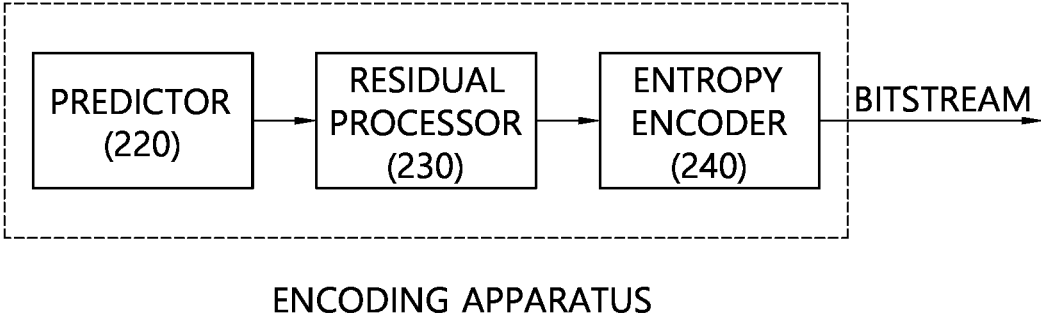 PREDICTOR
(220)
RESIDUAL
PROCESSOR
(230)
ENTROPY
ENCODER
(240)
BITSTREAM
ENCODING APPARATUS